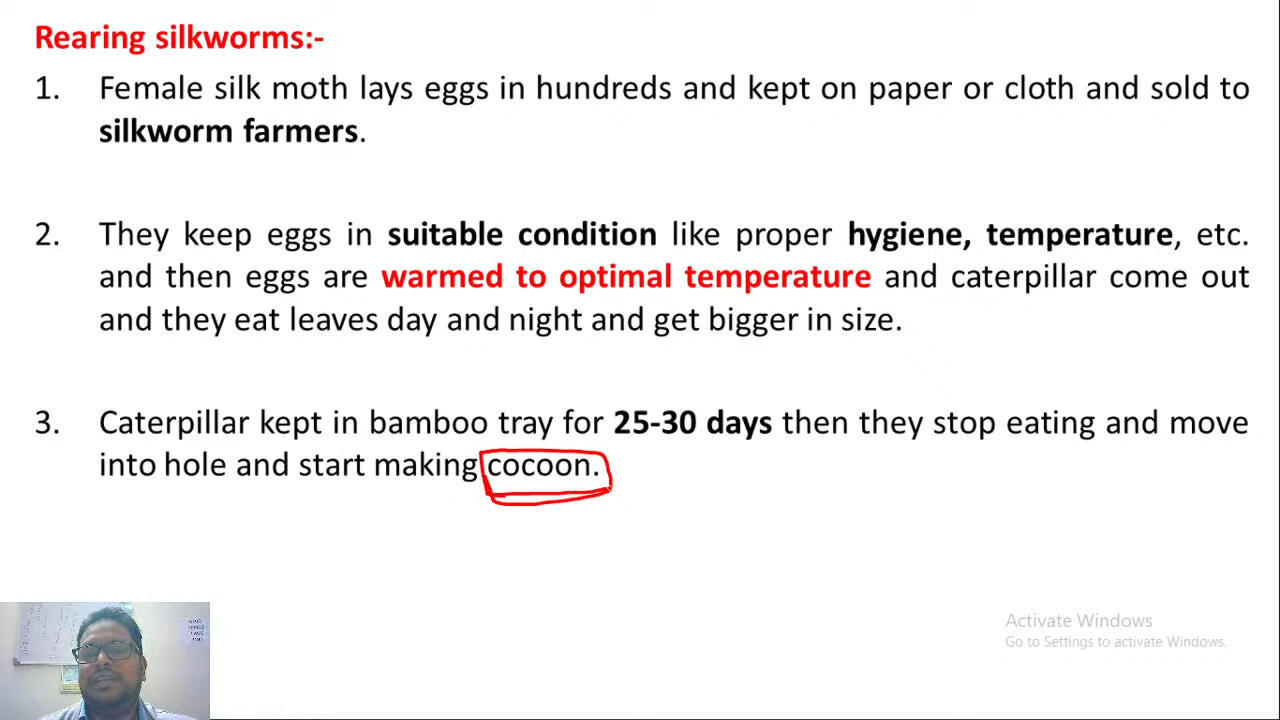 Rearing silkworms:-
1. Female silk moth lays eggs in hundreds and kept on paper or cloth and sold to
silkworm farmers.
2. They keep eggs in suitable condition like proper hygiene, temperature, etc.
and then eggs are warmed to optimal temperature and caterpillar come out
and they eat leaves day and night and get bigger in size.
3. Caterpillar kept in bamboo tray for 25-30 days then they stop eating and move
into hole and start making cocoon.
Activate Windows
Go to Settings to activate Windows.